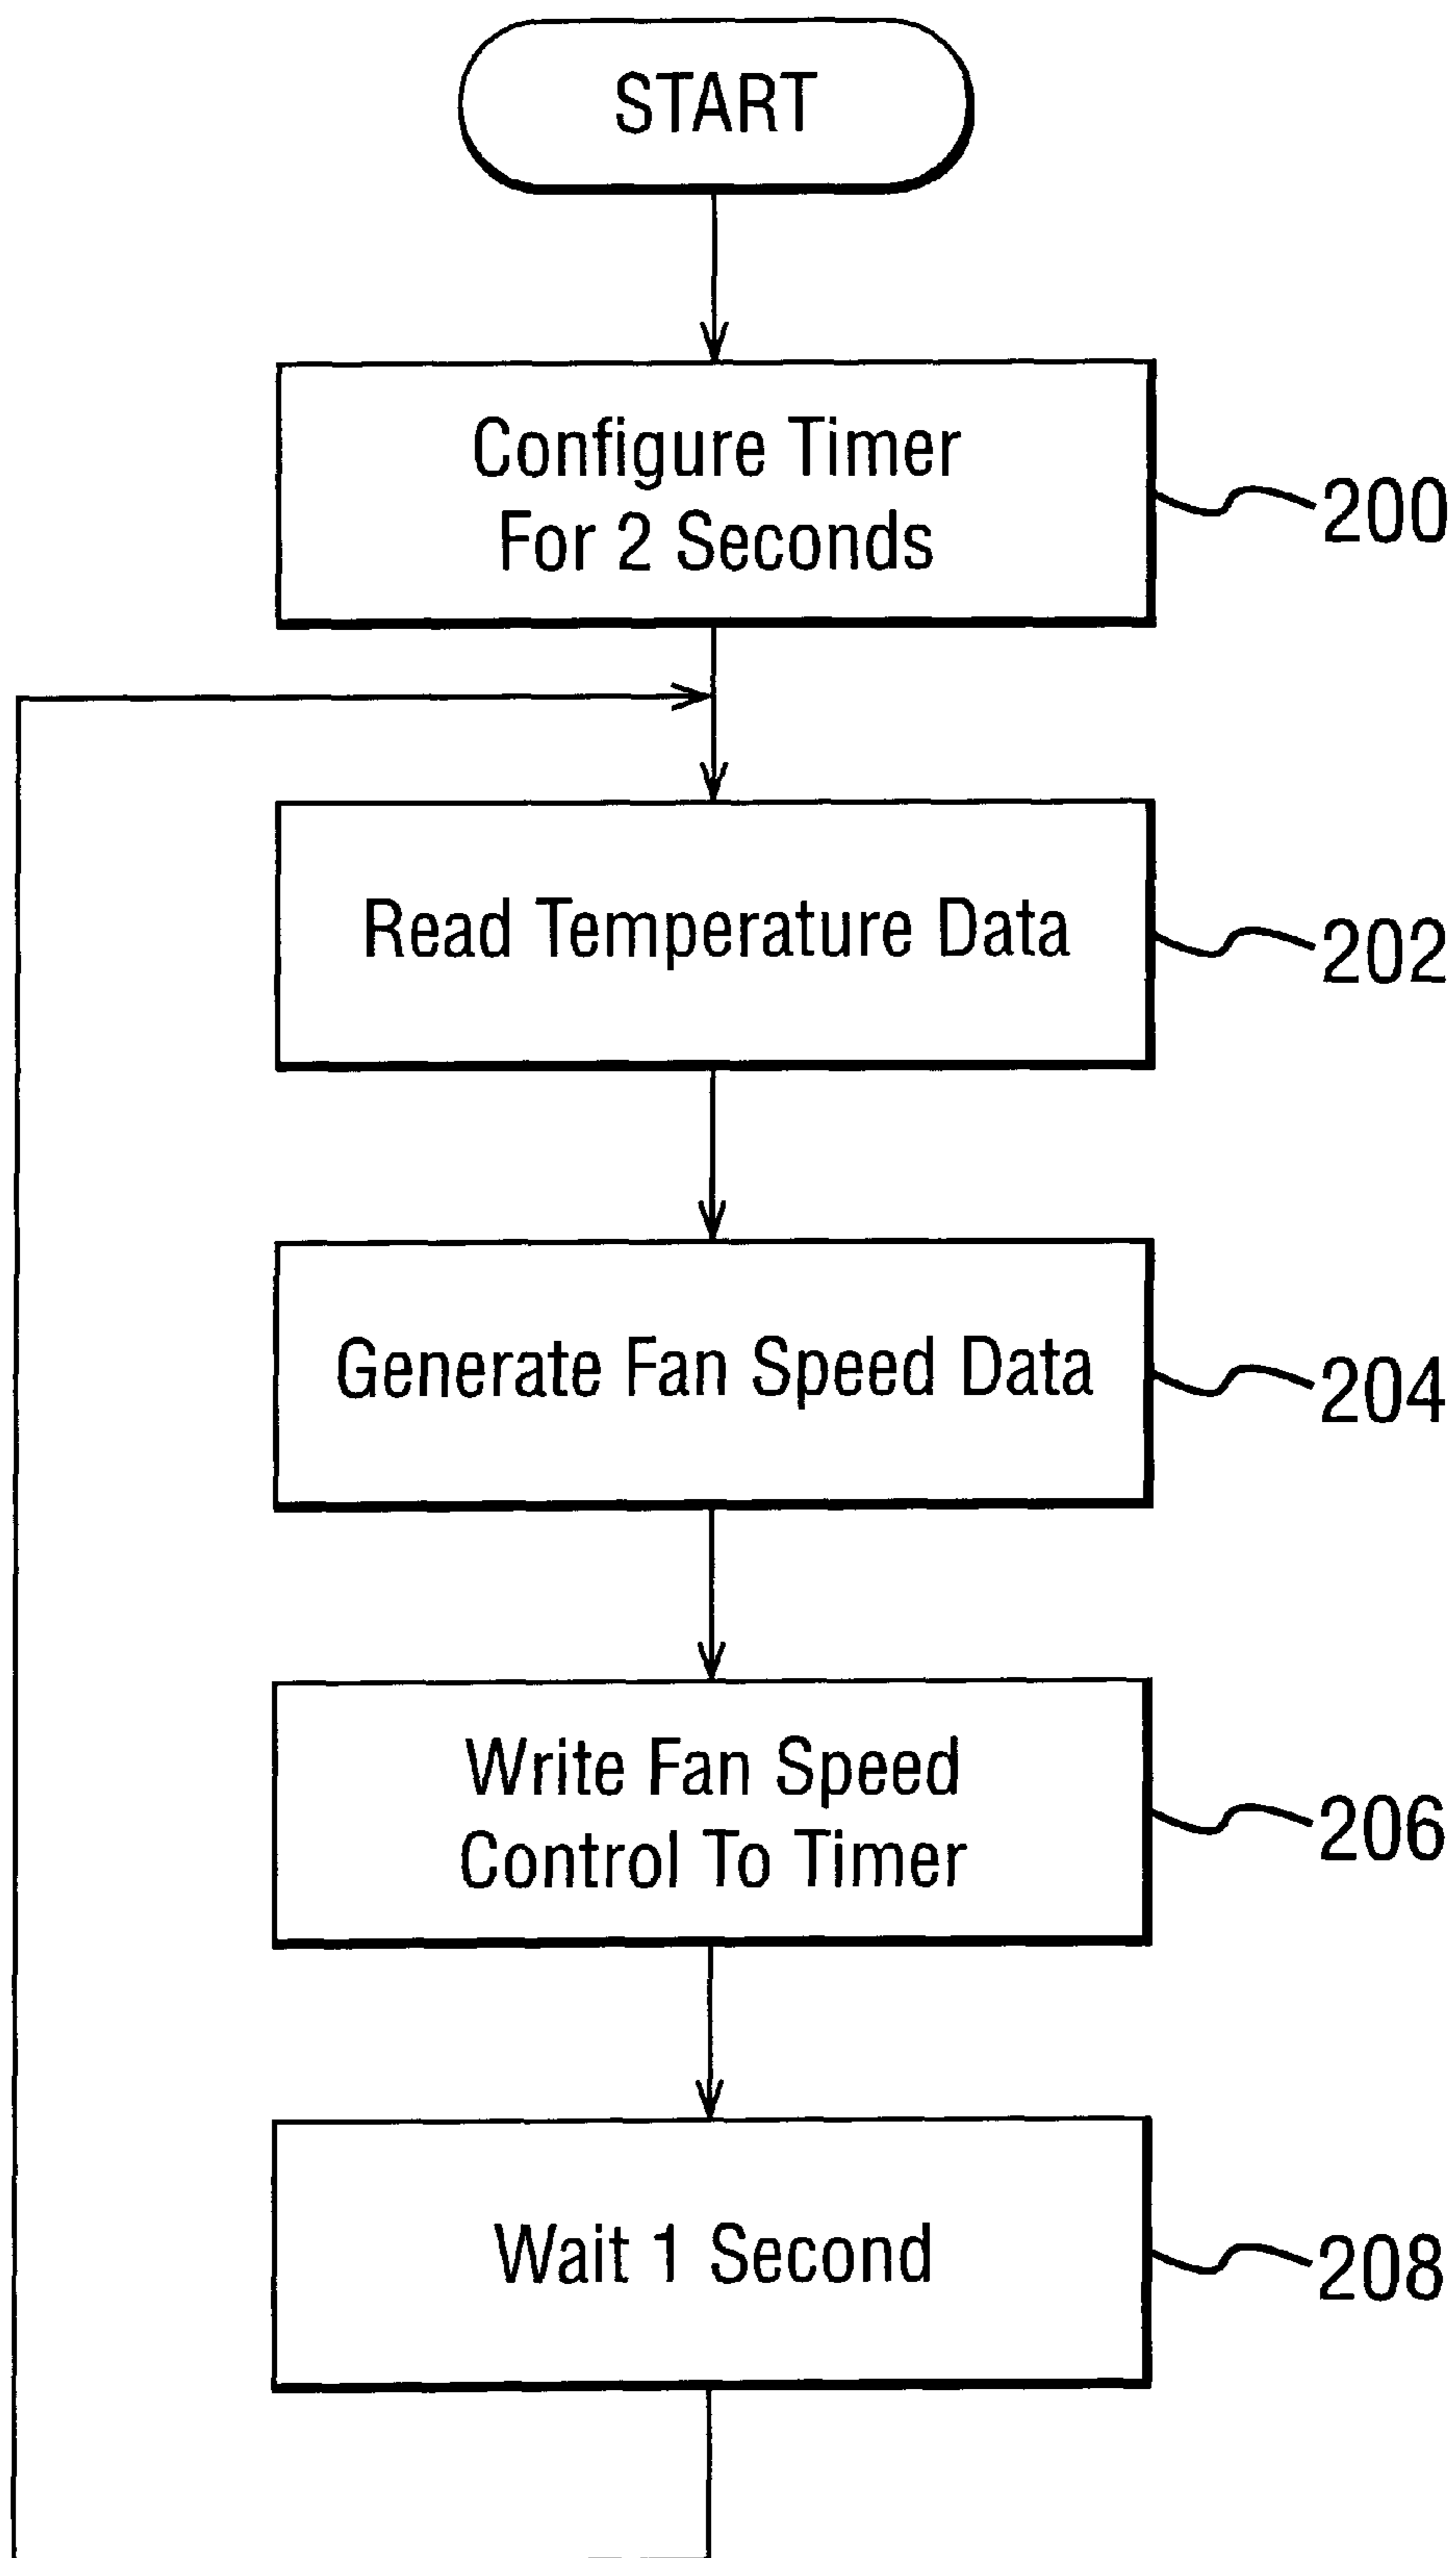 START
Configure Timer
For 2 Seconds
200
Read Temperature Data
202
Generate Fan Speed Data
204
Write Fan Speed
Control To Timer
206
Wait 1 Second
208